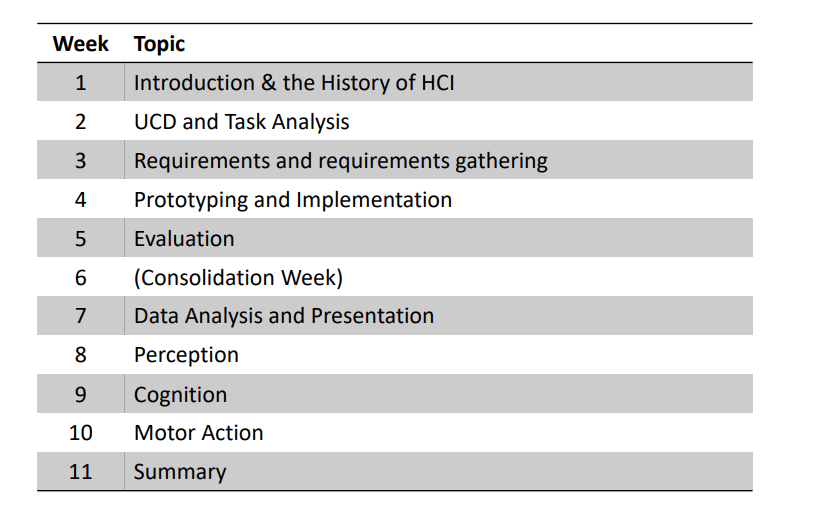 Week Topic
1 Introduction & the History of HCI
2 UCD and Task Analysis
3 Requirements and requirements gathering
4 Prototyping and Implementation
5 Evaluation
6 (Consolidation Week)
7 Data Analysis and Presentation
8 Perception
9 Cognition
10 Motor Action
11 Summary